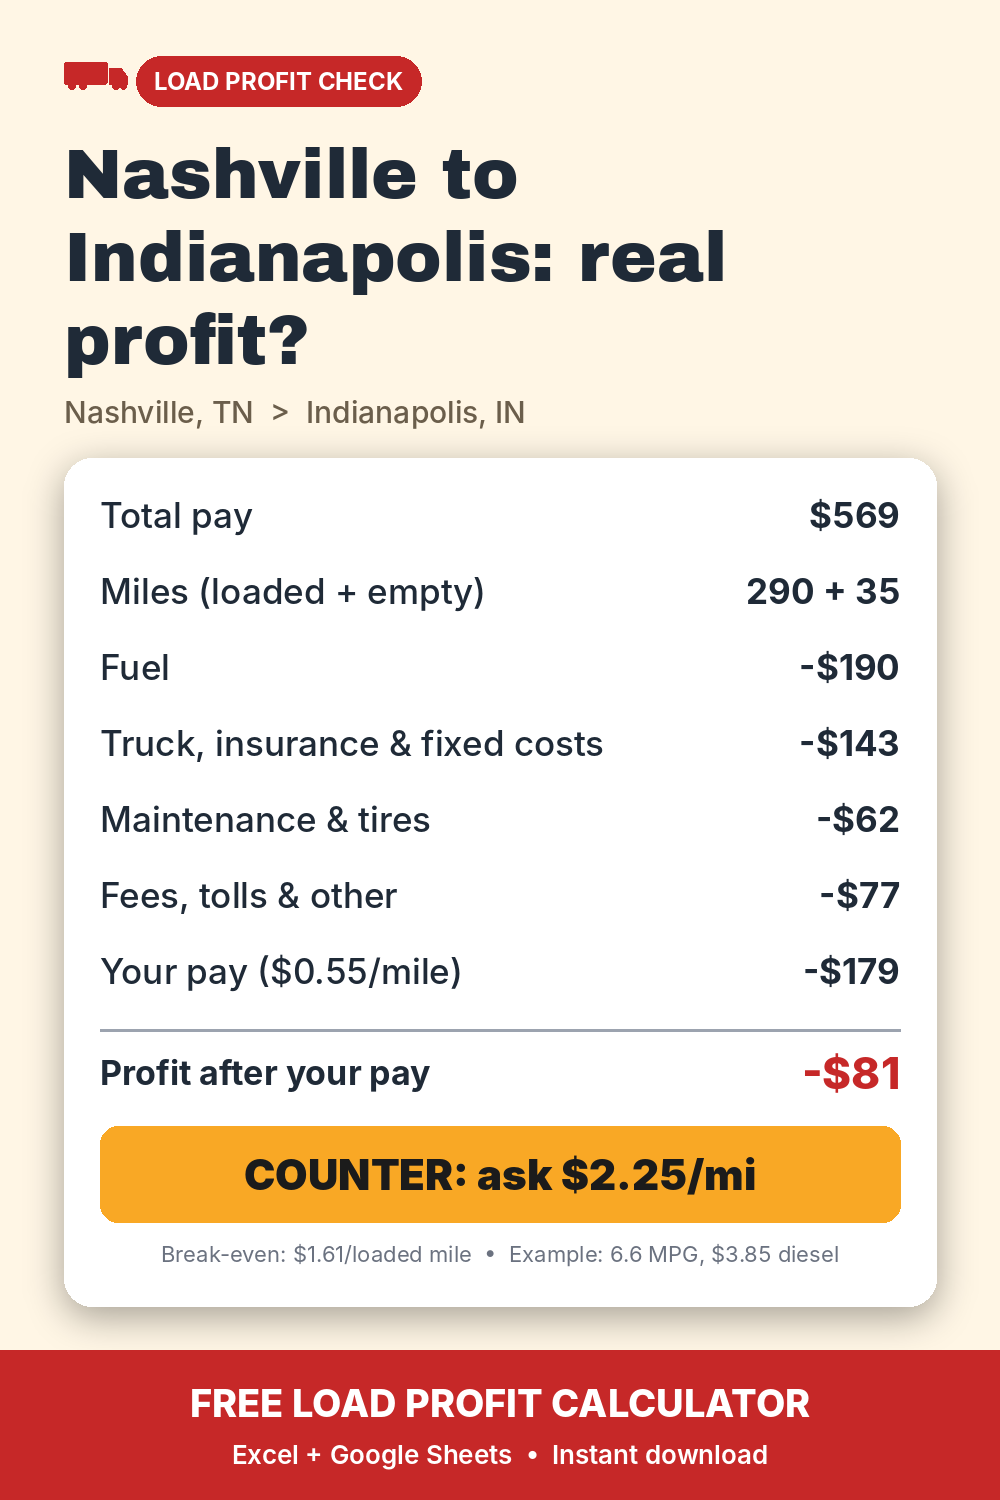 LOAD PROFIT CHECK
Nashville to
Indianapolis: real
profit?
Nashville, TN > Indianapolis, IN
Total pay $569
Miles (loaded + empty) 290 + 35
Fuel -$190
Truck, insurance & fixed costs -$143
Maintenance & tires -$62
Fees, tolls & other -$77
Your pay ($0.55/mile) -$179
Profit after your pay -$81
COUNTER: ask $2.25/mi
Break-even: $1.61/loaded mile • Example: 6.6 MPG, $3.85 diesel
FREE LOAD PROFIT CALCULATOR
Excel + Google Sheets • Instant download